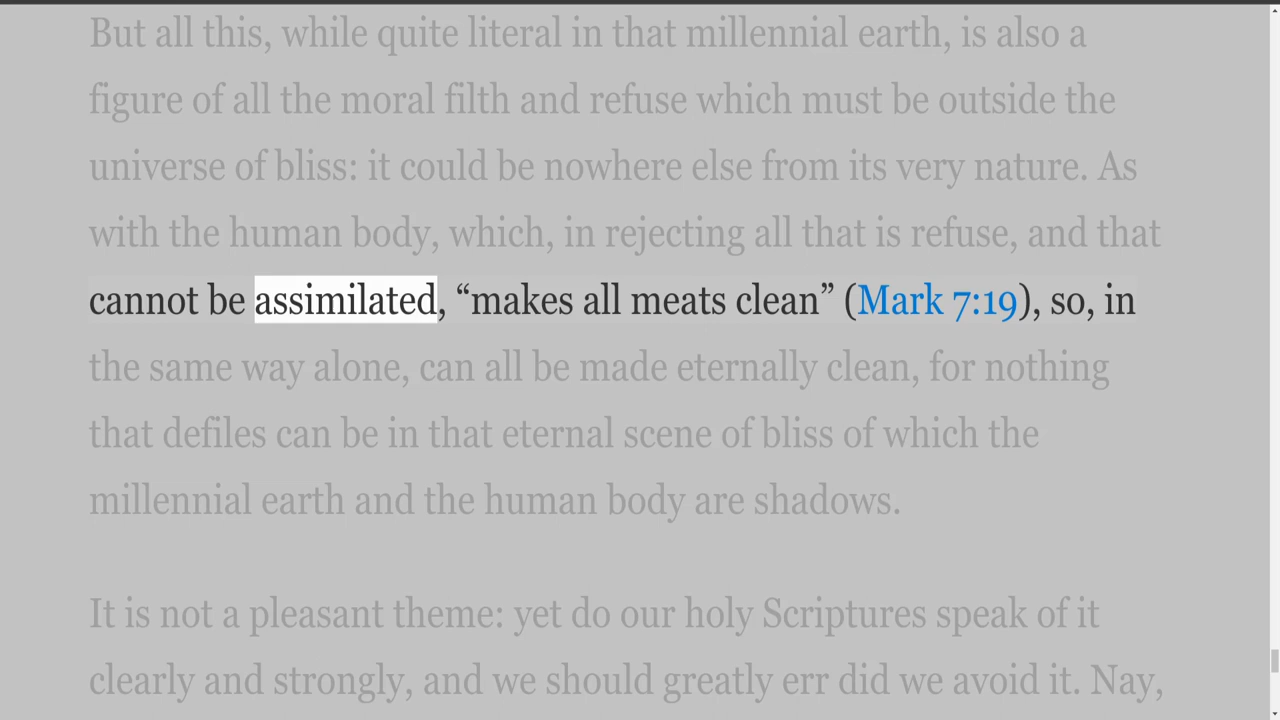 But all this, while quite literal in that millennial earth, is also a
figure of all the moral filth and refuse which must be outside the
universe of bliss: it could be nowhere else from its very nature. As
with the human body, which, in rejecting all that is refuse, and that
cannot be assimilated, “makes all meats clean” (Mark 7:19), so, in
the same way alone, can all be made eternally clean, for nothing
that defiles can be in that eternal scene of bliss of which the
millennial earth and the human body are shadows.
It is not a pleasant theme: yet do our holy Scriptures speak of it
clearly and strongly, and we should greatly err did we avoid it. Nay,